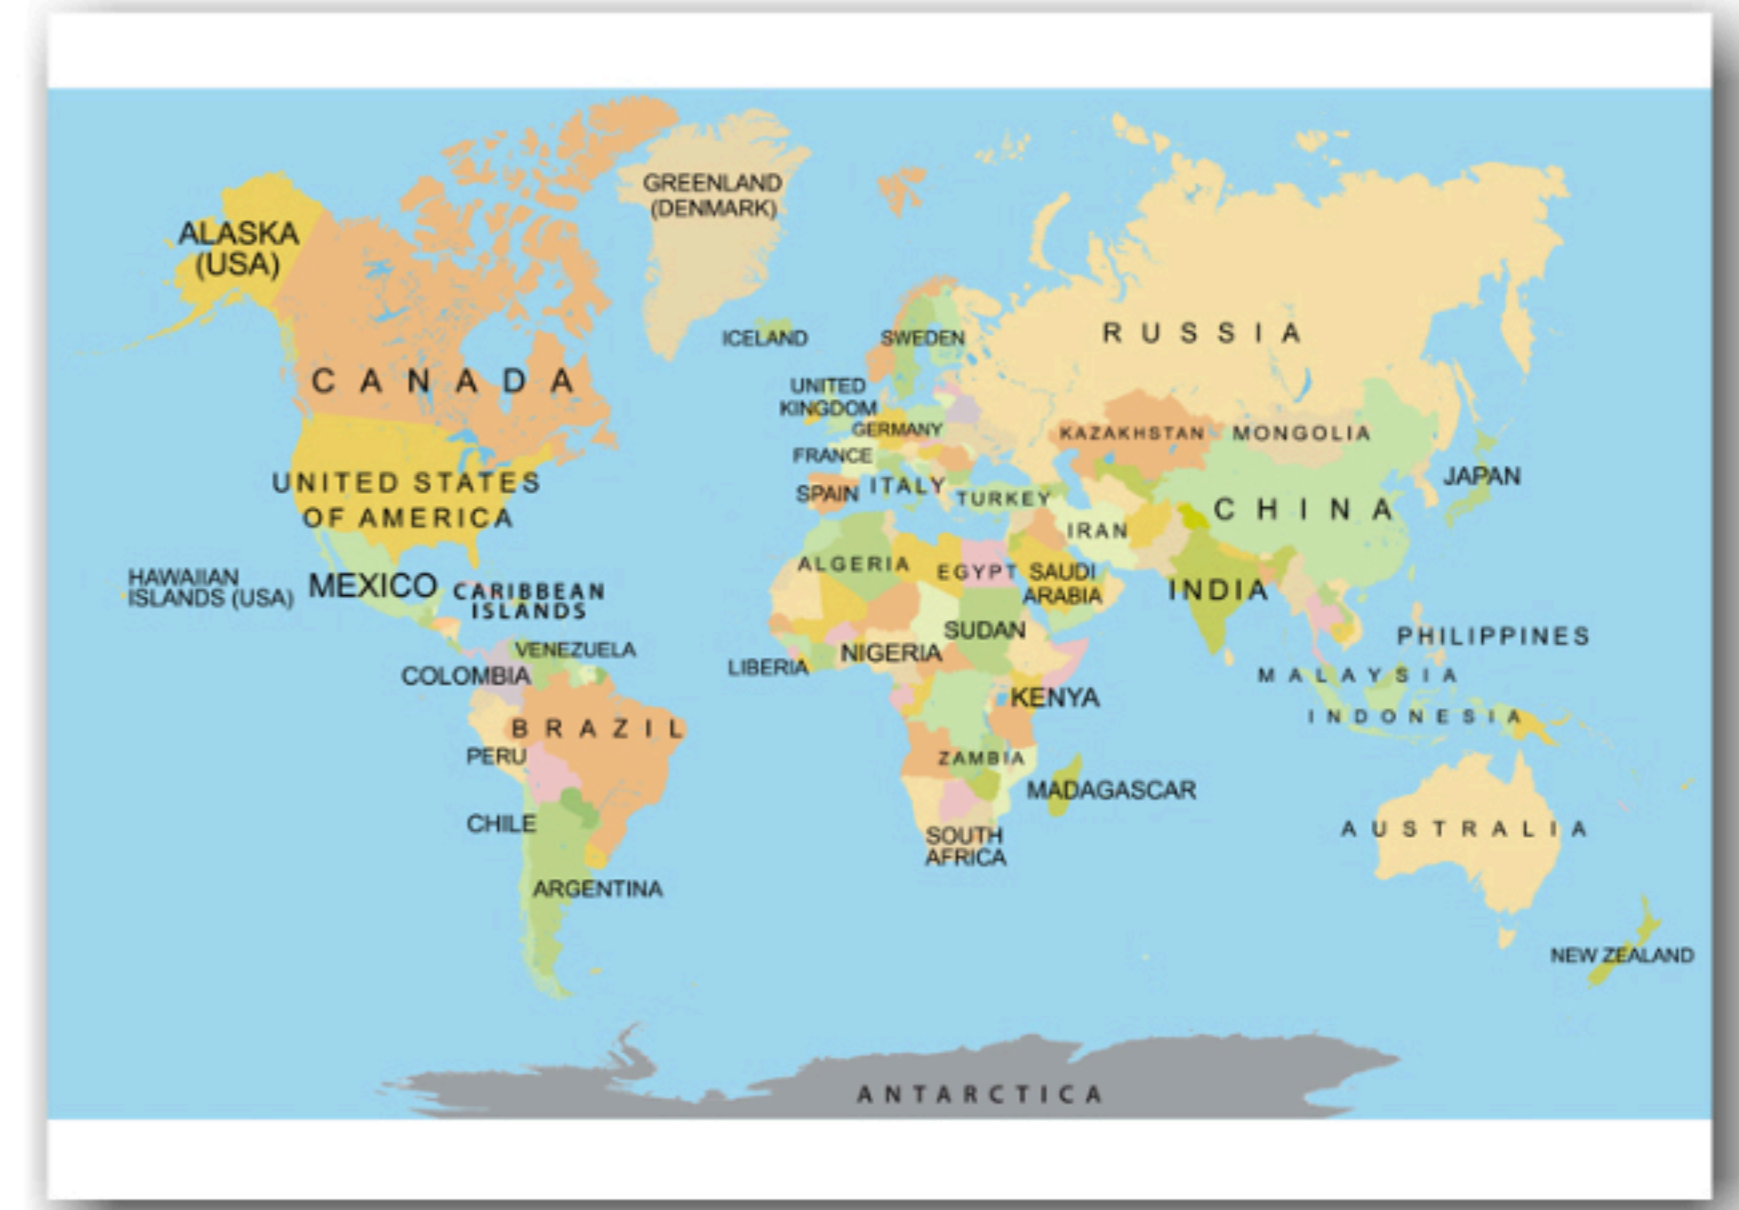 GREENLAND
(DENMARK)
ALASKA
(USA)
ICELAND
SWEDEN
RUSSIA
CANADA
UNITED
KINGDOM
GERMANY
KAZAKHSTAN
MONGOLIA
FRANCE
JAPAN
UNITED STATES
OF AMERICA
SPAIN
ITALY
TURKEY
CHINA
IRAN
ALGERIA
EGYPT
SAUDI
ARABIA
HAWAIIAN
ISLANDS (USA)
MEXICO
CARIBBEAN
ISLANDS
INDIA
SUDAN
PHILIPPINES
VENEZUELA
NIGERIA
LIBERIA
COLOMBIA
MALAYSIA
KENYA
INDONESIA
BRAZIL
PERU
ZAMBIA
MADAGASCAR
CHILE
SOUTH
AFRICA
AUSTRALIA
ARGENTINA
NEW ZEALAND
ANTARCTICA